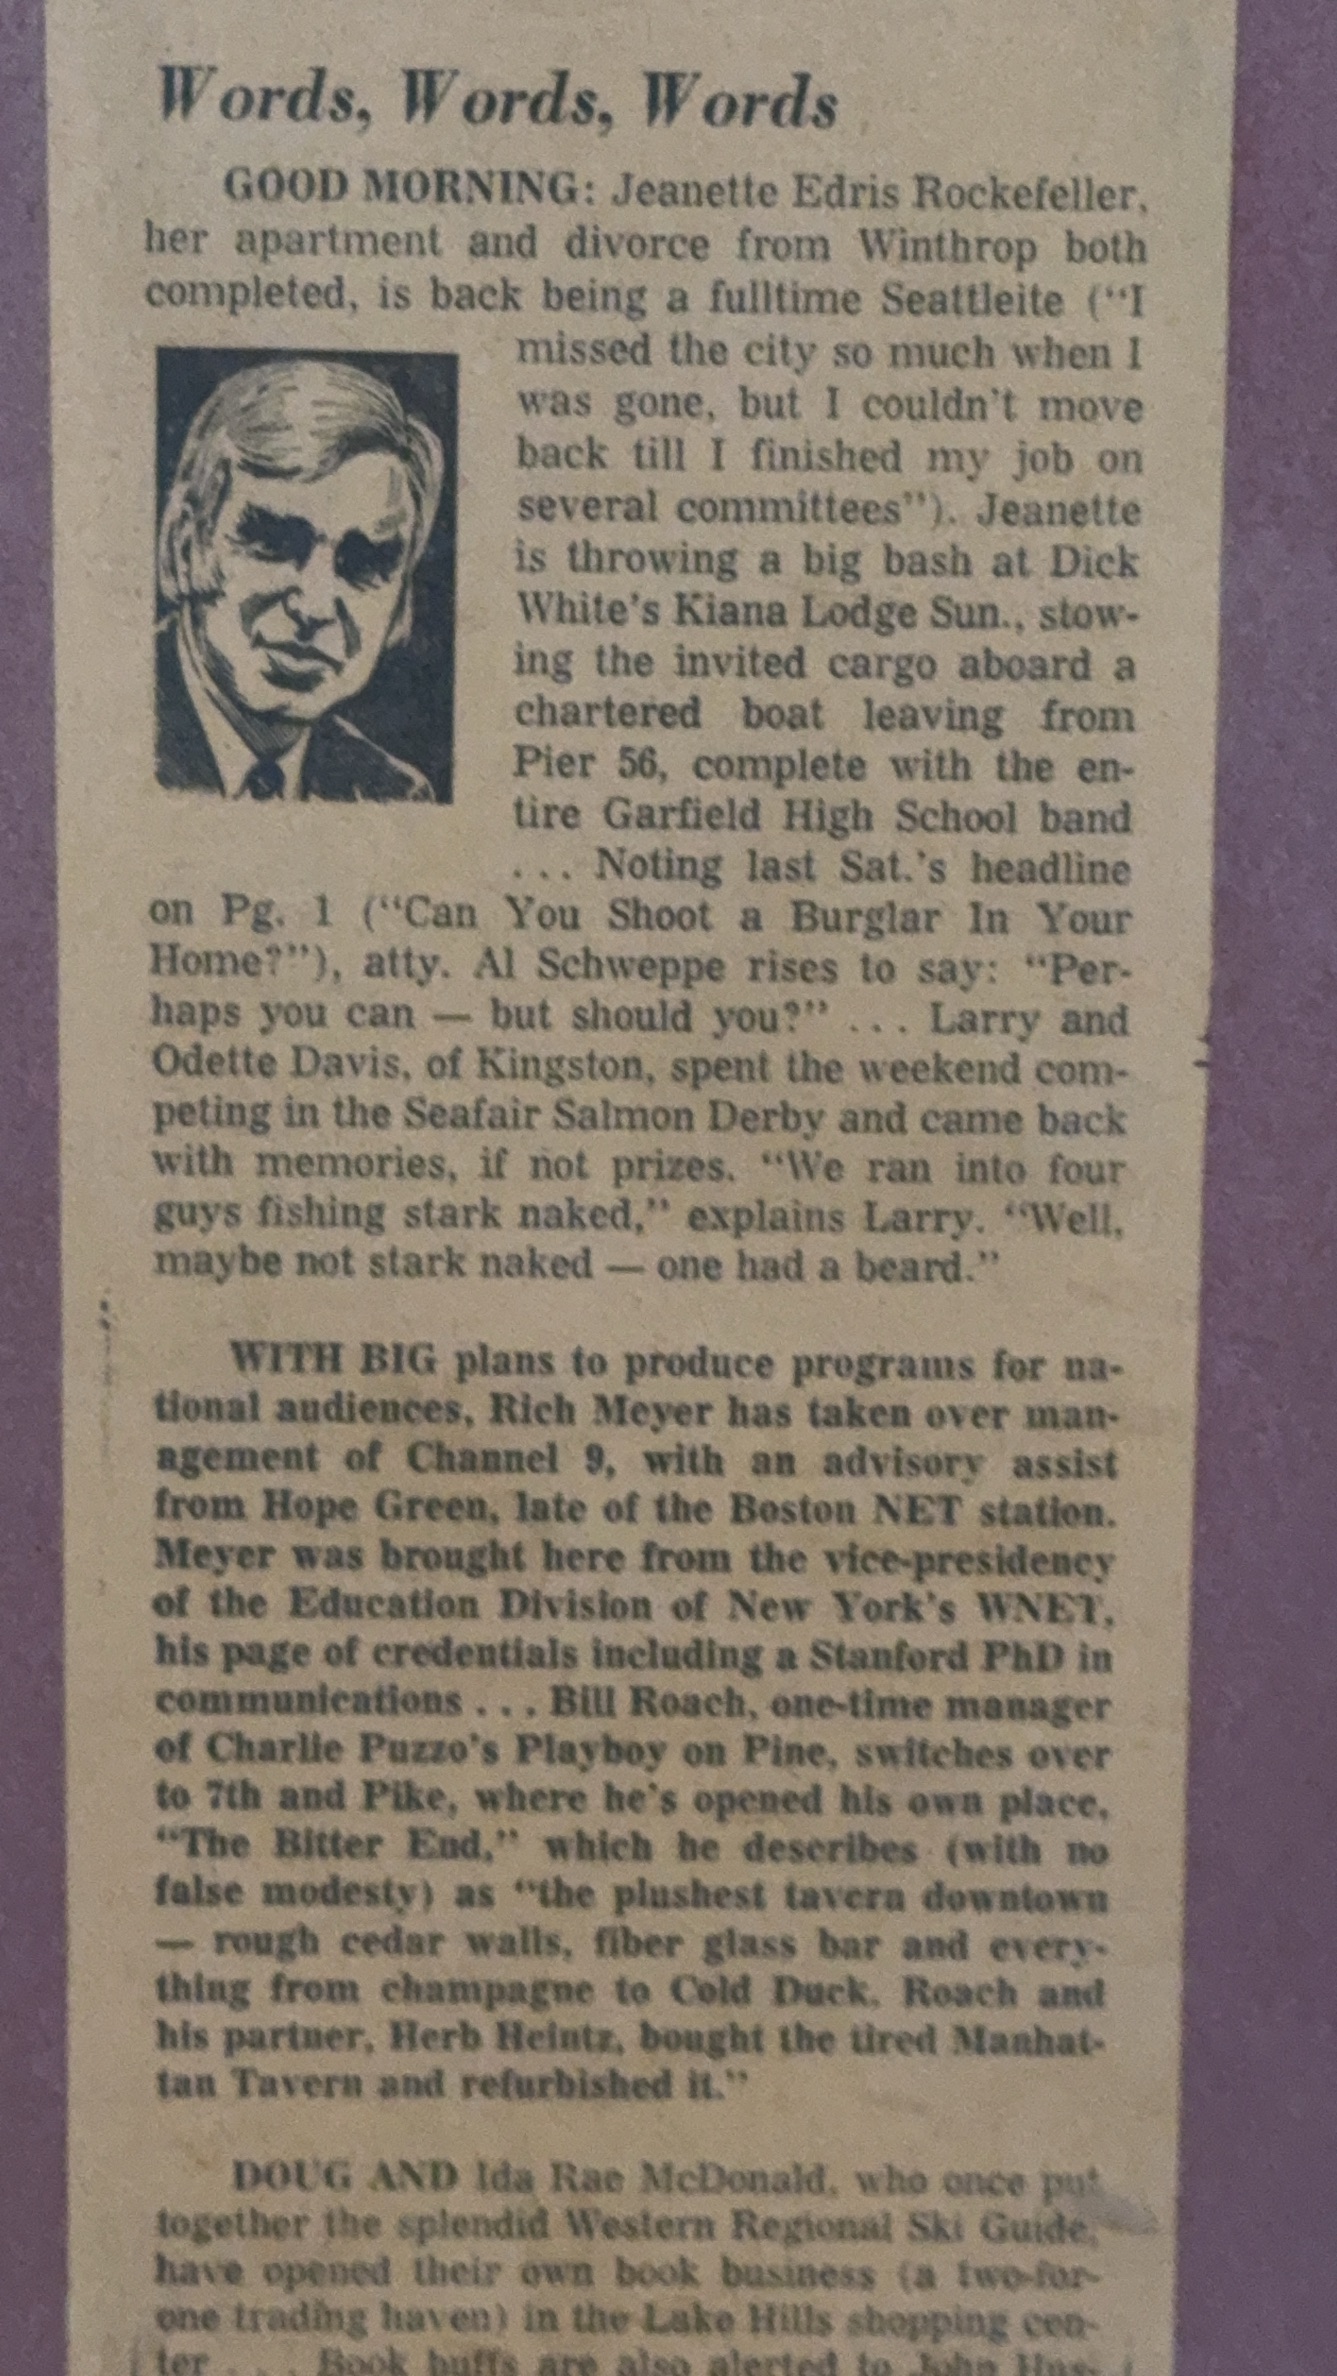 Words, Words, Words
GOOD MORNING: Jeanette Edris Rockefeller,
her apartment and divorce from Winthrop both
completed, is back being a fulltime Seattleite (“I
missed the city so much when I
was gone, but I couldn’t move
back till I finished my job on
several committees”). Jeanette
is throwing a big bash at Dick
White’s Kiana Lodge Sun., stow-
ing the invited cargo aboard a
chartered boat leaving from
Pier 56, complete with the en-
tire Garfield High School band
... Noting last Sat.’s headline
on Pg. 1 (“Can You Shoot a Burglar In Your
Home?”), atty. Al Schweppe rises to say: “Per-
haps you can — but should you?” ... Larry and
Odette Davis, of Kingston, spent the weekend com-
peting in the Seafair Salmon Derby and came back
with memories, if not prizes. “We ran into four
guys fishing stark naked,” explains Larry. “Well,
maybe not stark naked — one had a beard.”
WITH BIG plans to produce programs for na-
tional audiences, Rich Meyer has taken over man-
agement of Channel 9, with an advisory assist
from Hope Green, late of the Boston NET station.
Meyer was brought here from the vice-presidency
of the Education Division of New York’s WNET,
his page of credentials including a Stanford PhD in
communications ... Bill Roach, one-time manager
of Charlie Puzzo’s Playboy on Pine, switches over
to 7th and Pike, where he’s opened his own place,
“The Bitter End,” which he describes (with no
false modesty) as “the plushest tavern downtown
— rough cedar walls, fiber glass bar and every-
thing from champagne to Cold Duck. Roach and
his partner, Herb Heintz, bought the tired Manhat-
tan Tavern and refurbished it.”
DOUG AND Ida Rae McDonald, who once put
together the splendid Western Regional Ski Guide,
have opened their own book business (a two-for-
one trading haven) in the Lake Hills shopping cen-
ter ... Book buffs are also alerted to John